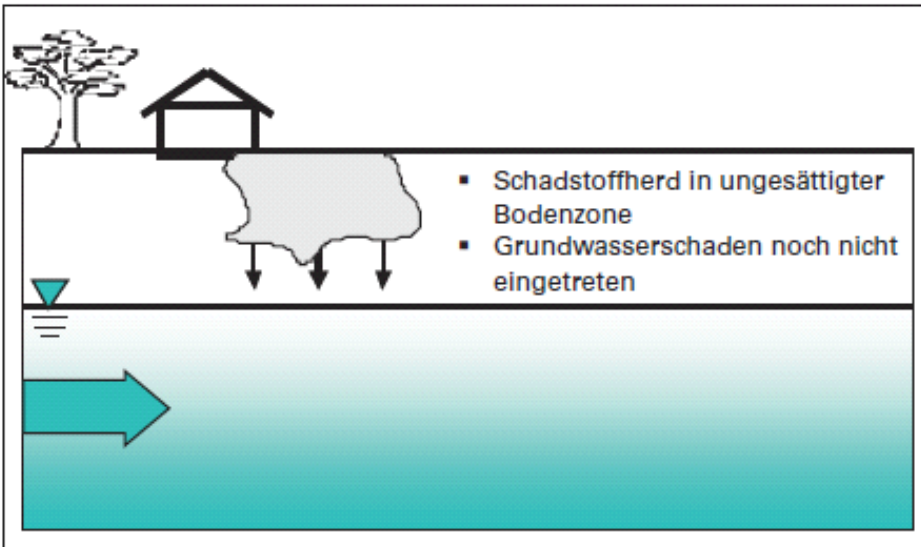 ▪ Schadstoffherd in ungesättigter
Bodenzone
▪ Grundwasserschaden noch nicht
eingetreten